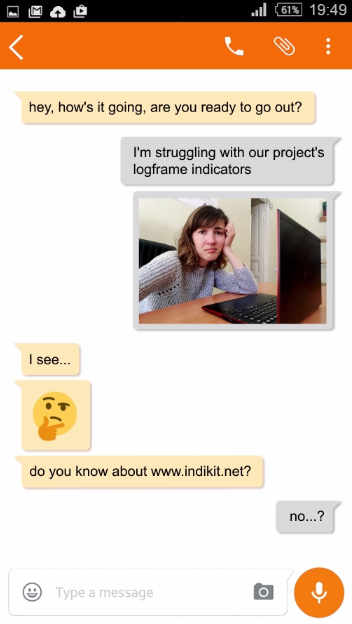 61% 19:49
hey, how's it going, are you ready to go out?
I'm struggling with our project's
logframe indicators
I see...
do you know about www.indikit.net?
no...?
Type a message